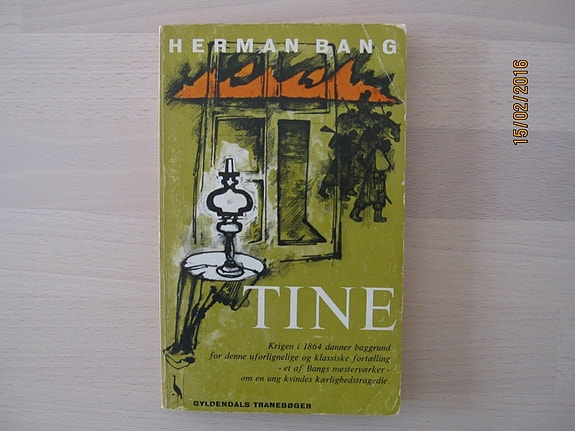 HERMAN BANG
TINE
Krigen i 1864 danner baggrund
for denne uforlignelige og klassiske fortælling
- et af Bangs mesterværker -
om en ung kvindes kærlighedstragedie.
GYLDENDALS TRANEBØGER
15/02/2016